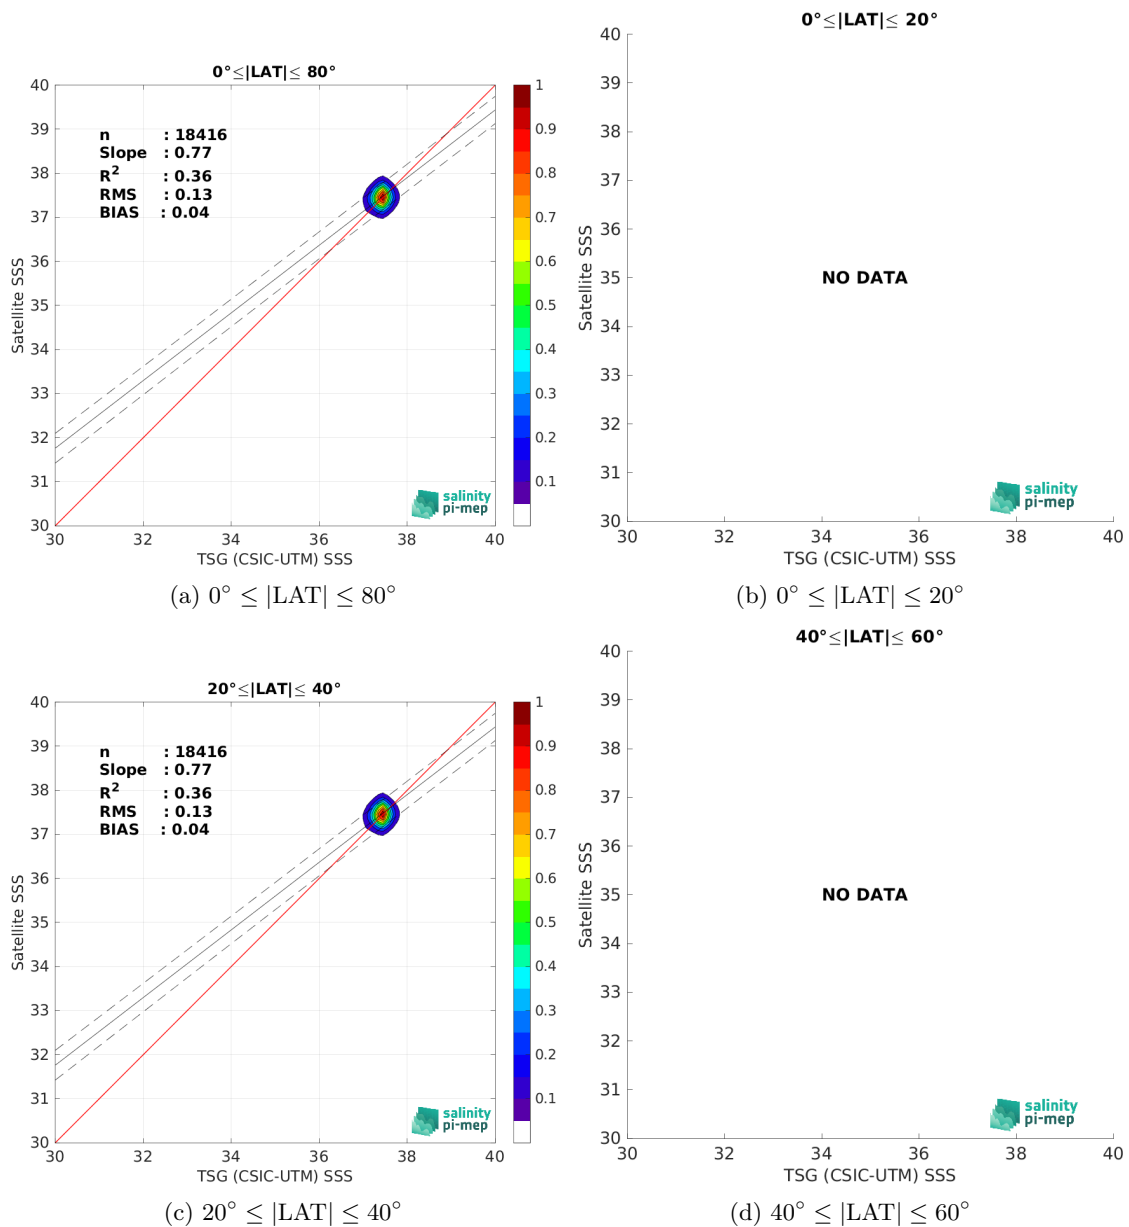 0°≤|LAT|≤ 80°
40
39
38
37
36
35
34
33
32
31
30
Satellite SSS
n : 18416
Slope : 0.77
R² : 0.36
RMS : 0.13
BIAS : 0.04
salinity
pi-mep
30 32 34 36 38 40
TSG (CSIC-UTM) SSS
1
0.9
0.8
0.7
0.6
0.5
0.4
0.3
0.2
0.1
(a) 0° ≤ |LAT| ≤ 80°
0°≤|LAT|≤ 20°
40
39
38
37
36
35
34
33
32
31
30
Satellite SSS
NO DATA
salinity
pi-mep
30 32 34 36 38 40
TSG (CSIC-UTM) SSS
(b) 0° ≤ |LAT| ≤ 20°
20°≤|LAT|≤ 40°
40
39
38
37
36
35
34
33
32
31
30
Satellite SSS
n : 18416
Slope : 0.77
R² : 0.36
RMS : 0.13
BIAS : 0.04
salinity
pi-mep
30 32 34 36 38 40
TSG (CSIC-UTM) SSS
1
0.9
0.8
0.7
0.6
0.5
0.4
0.3
0.2
0.1
(c) 20° ≤ |LAT| ≤ 40°
40°≤|LAT|≤ 60°
40
39
38
37
36
35
34
33
32
31
30
Satellite SSS
NO DATA
salinity
pi-mep
30 32 34 36 38 40
TSG (CSIC-UTM) SSS
(d) 40° ≤ |LAT| ≤ 60°